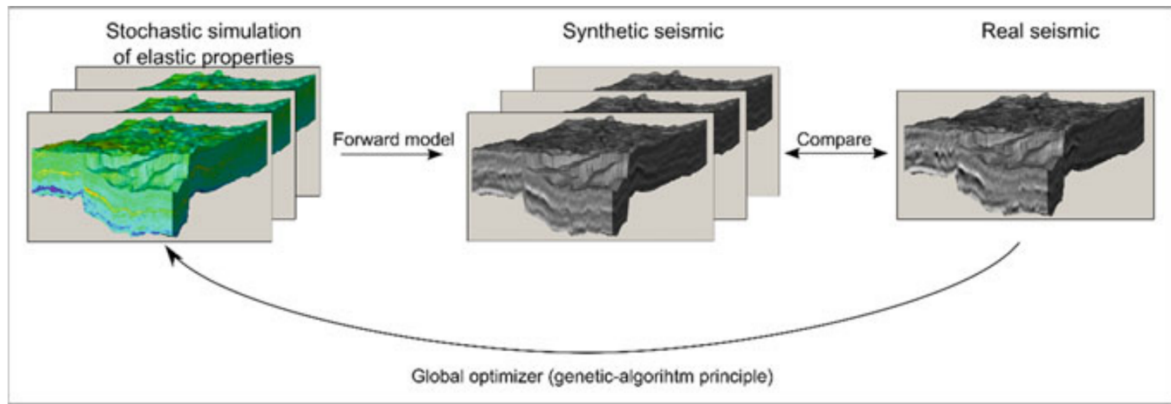 Stochastic simulation
of elastic properties
Synthetic seismic
Real seismic
Forward model
Compare
Global optimizer (genetic-algorihtm principle)